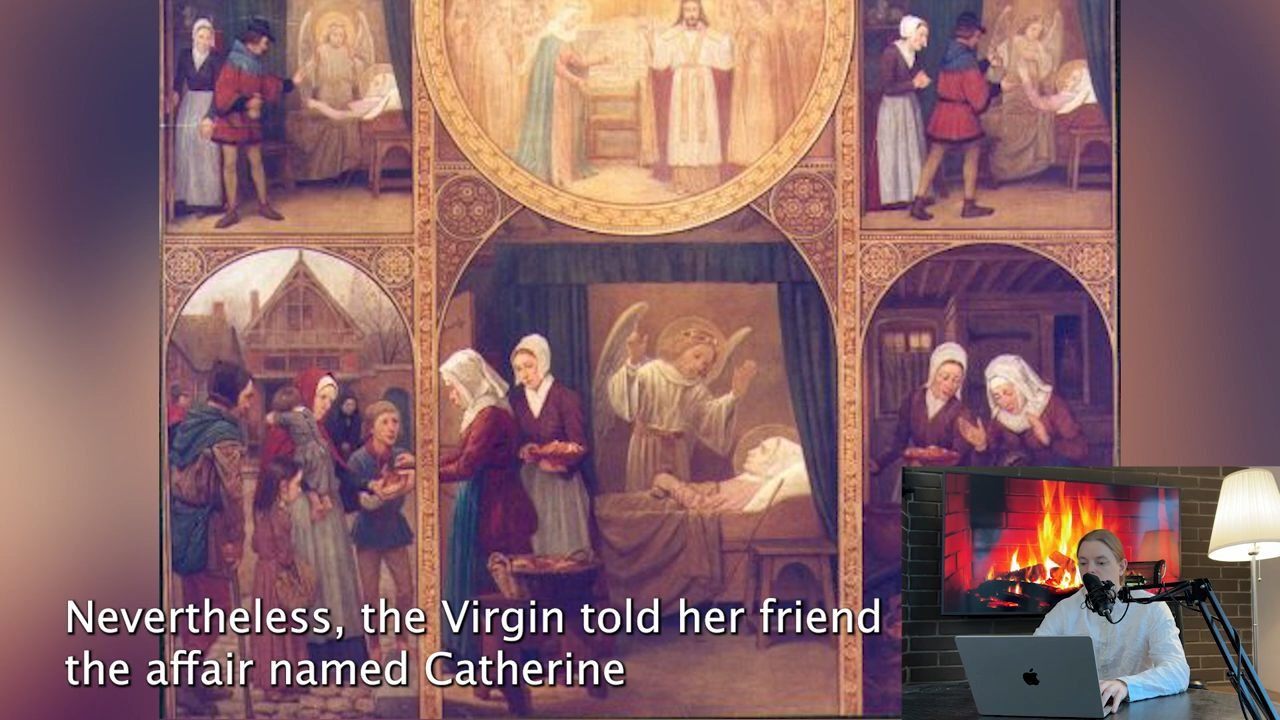 Nevertheless, the Virgin told her friend
the affair named Catherine